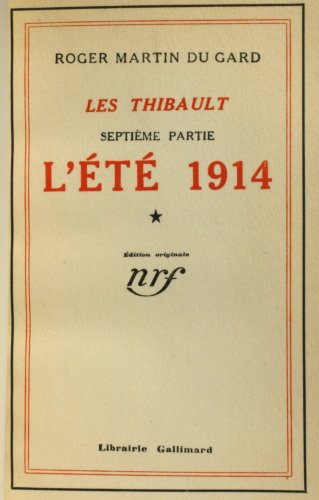 ROGER MARTIN DU GARD
LES THIBAULT
SEPTIÈME PARTIE
L'ÉTÉ 1914
★
Édition originale
nrf
Librairie Gallimard